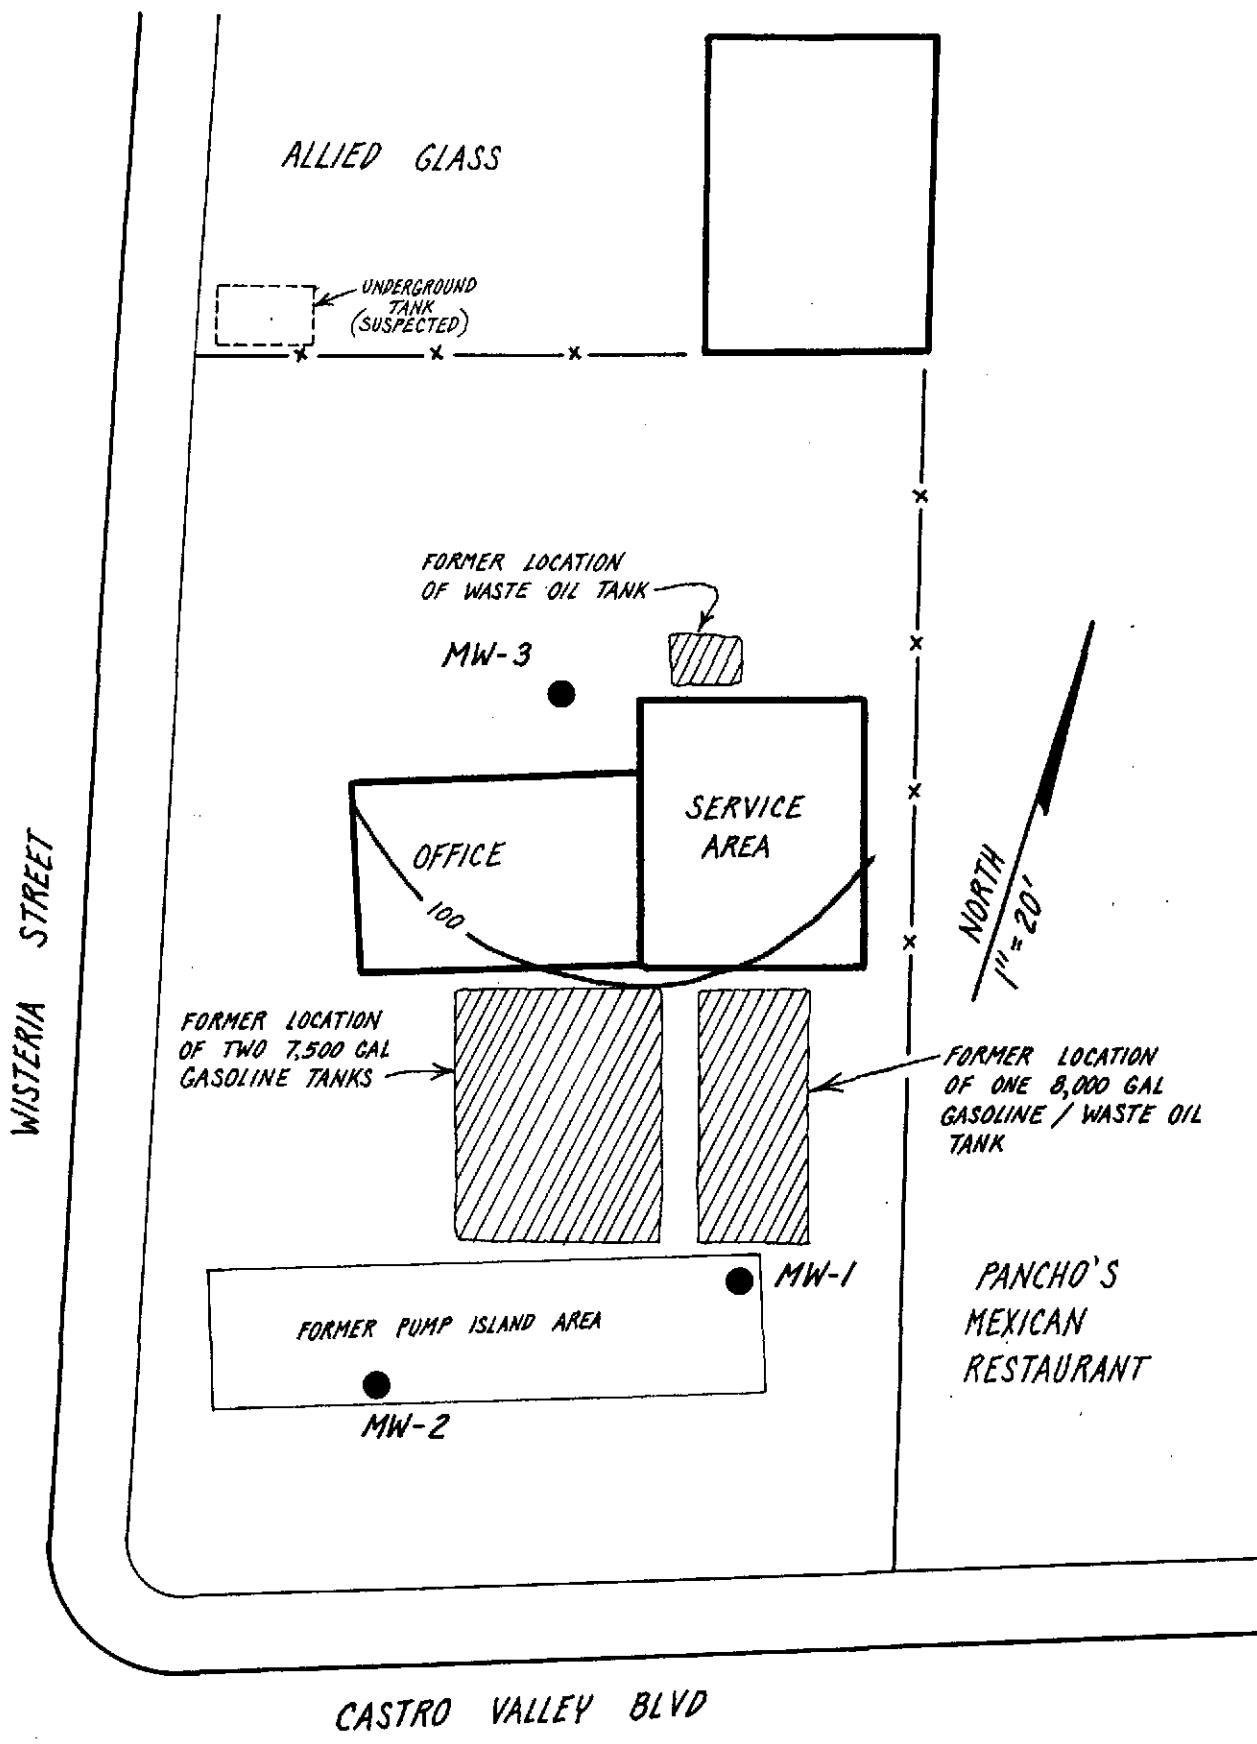 ALLIED GLASS
UNDERGROUND
TANK
(SUSPECTED)
FORMER LOCATION
OF WASTE OIL TANK
MW-3
SERVICE
AREA
OFFICE
100
NORTH
1" = 20'
WISTERIA STREET
FORMER LOCATION
OF TWO 7,500 GAL
GASOLINE TANKS
FORMER LOCATION
OF ONE 8,000 GAL
GASOLINE / WASTE OIL
TANK
MW-1
FORMER PUMP ISLAND AREA
MW-2
PANCHO'S
MEXICAN
RESTAURANT
CASTRO VALLEY BLVD